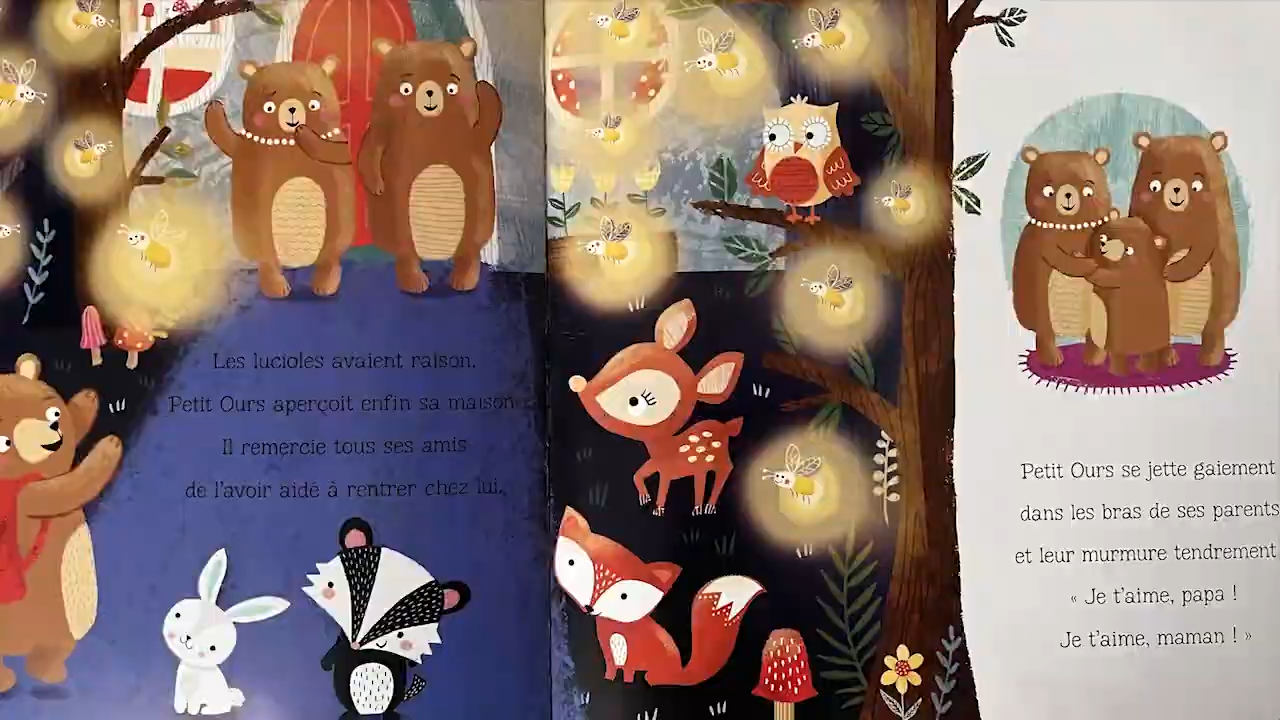 Les lucioles avaient raison.
Petit Ours aperçoit enfin sa maison
Il remercie tous ses amis
de l'avoir aidé à rentrer chez lui.
Petit Ours se jette gaiement
dans les bras de ses parents
et leur murmure tendrement
« Je t'aime, papa !
Je t'aime, maman ! »